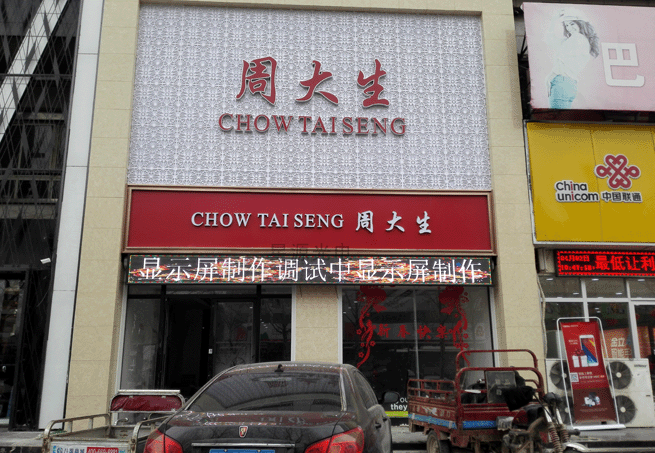 周大生
CHOW TAI SENG
CHOW TAI SENG 周大生
显示屏制作调试中显示屏制作
巴
China
unicom 中国联通
最低让利
they